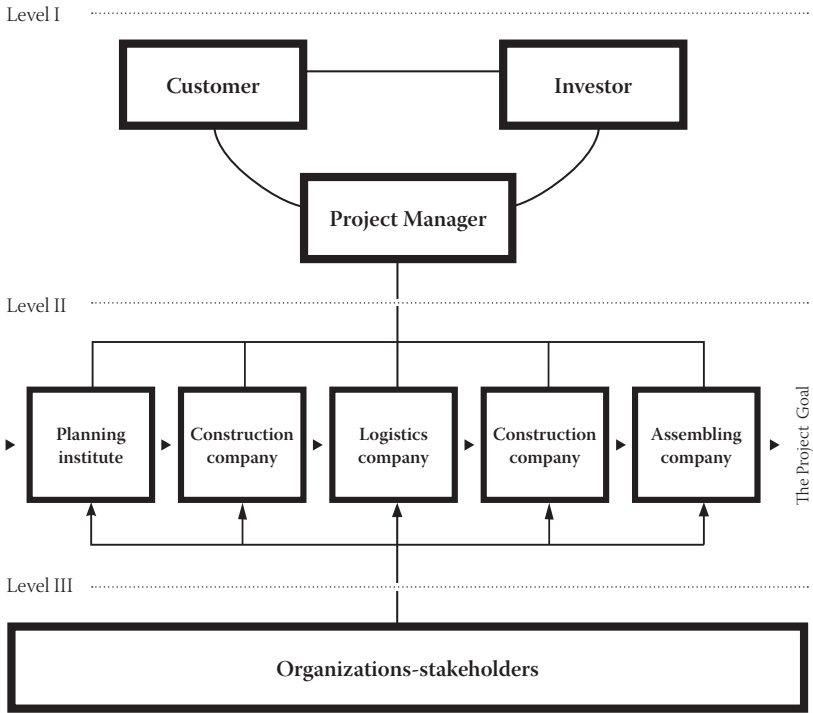 Level I
Customer
Investor
Project Manager
Level II
Planning
institute
Construction
company
Logistics
company
Construction
company
Assembling
company
The Project Goal
Level III
Organizations-stakeholders